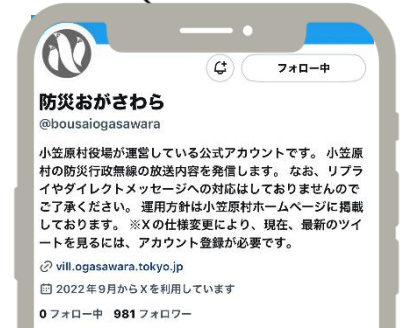 フォロー中
防災おがさわら
@bousaiogasawara
小笠原村役場が運営している公式アカウントです。 小笠原
村の防災行政無線の放送内容を発信します。 なお、リプラ
イやダイレクトメッセージへの対応はしておりませんので
ご了承ください。 運用方針は小笠原村ホームページに掲載
しております。 ※Xの仕様変更により、現在、最新のツイ
ートを見るには、アカウント登録が必要です。
vill.ogasawara.tokyo.jp
2022年9月からXを利用しています
0 フォロー中 981 フォロワー